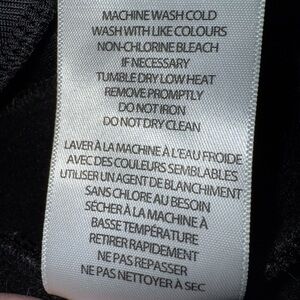 MACHINE WASH COLD
WASH WITH LIKE COLOURS
NON-CHLORINE BLEACH
IF NECESSARY
TUMBLE DRY LOW HEAT
REMOVE PROMPTLY
DO NOT IRON
DO NOT DRY CLEAN
LAVER À LA MACHINE À L'EAU FROIDE
AVEC DES COULEURS SEMBLABLES
UTILISER UN AGENT DE BLANCHIMENT
SANS CHLORE AU BESOIN
SÉCHER À LA MACHINE À
BASSE TEMPÉRATURE
RETIRER RAPIDEMENT
NE PAS REPASSER
NE PAS NETTOYER À SEC